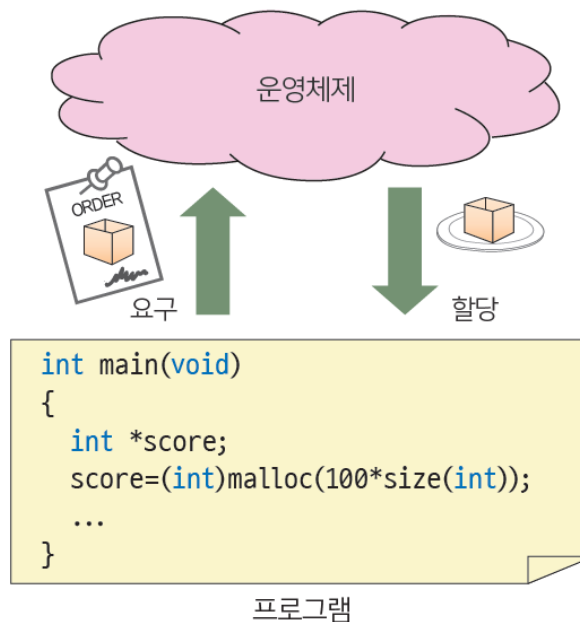 운영체제
ORDER
요구
할당
int main(void)
{
int *score;
score=(int)malloc(100*size(int));
...
}
프로그램